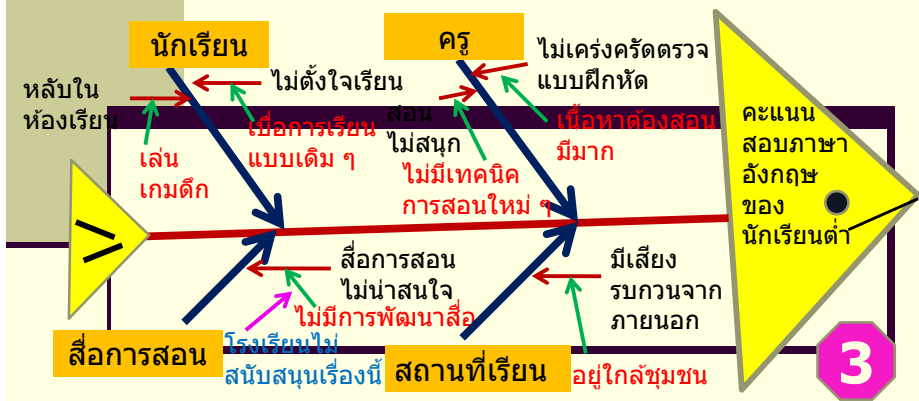 นักเรียน
หลับใน
ห้องเรียน
ไม่ตั้งใจเรียน
เบื่อการเรียน
แบบเดิม ๆ
เล่น
เกมดึก
ครู
ไม่เคร่งครัดตรวจ
แบบฝึกหัด
สอน
ไม่สนุก
เนื้อหาต้องสอน
มีมาก
ไม่มีเทคนิค
การสอนใหม่ ๆ
คะแนน
สอบภาษา
อังกฤษ
ของ
นักเรียนต่ำ
สื่อการสอน
ไม่น่าสนใจ
ไม่มีการพัฒนาสื่อ
โรงเรียนไม่
สนับสนุนเรื่องนี้
สื่อการสอน
มีเสียง
รบกวนจาก
ภายนอก
สถานที่เรียน
อยู่ใกล้ชุมชน
3